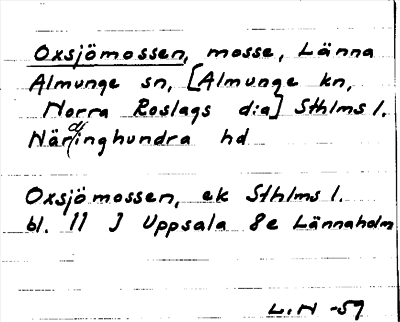 Oxsjömossen, mosse, Länna
Almunge sn, [Almunge kn,
Norra Roslags d:a] Sthlms l.
Närdinghundra hd
Oxsjömossen, ek Sthlms l.
bl. 11 J Uppsala 8e Lännaholm
L.N -57